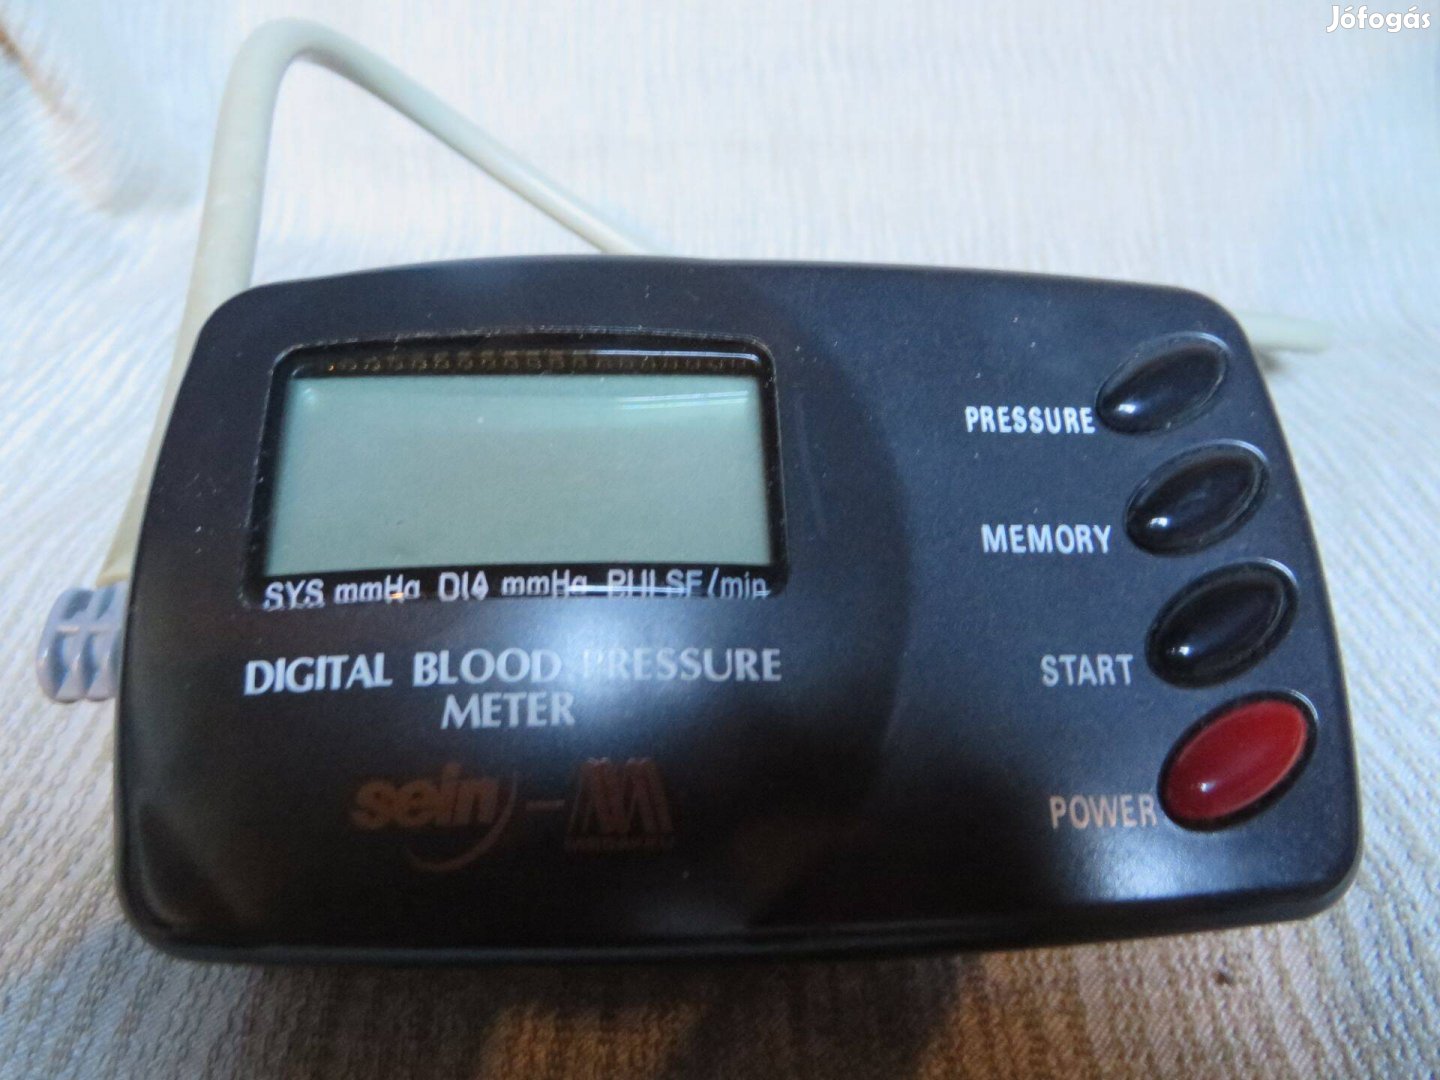 Jófogás
SYS mmHg DIA mmHg PULSE/min
DIGITAL BLOOD PRESSURE
METER
sein
PRESSURE
MEMORY
START
POWER